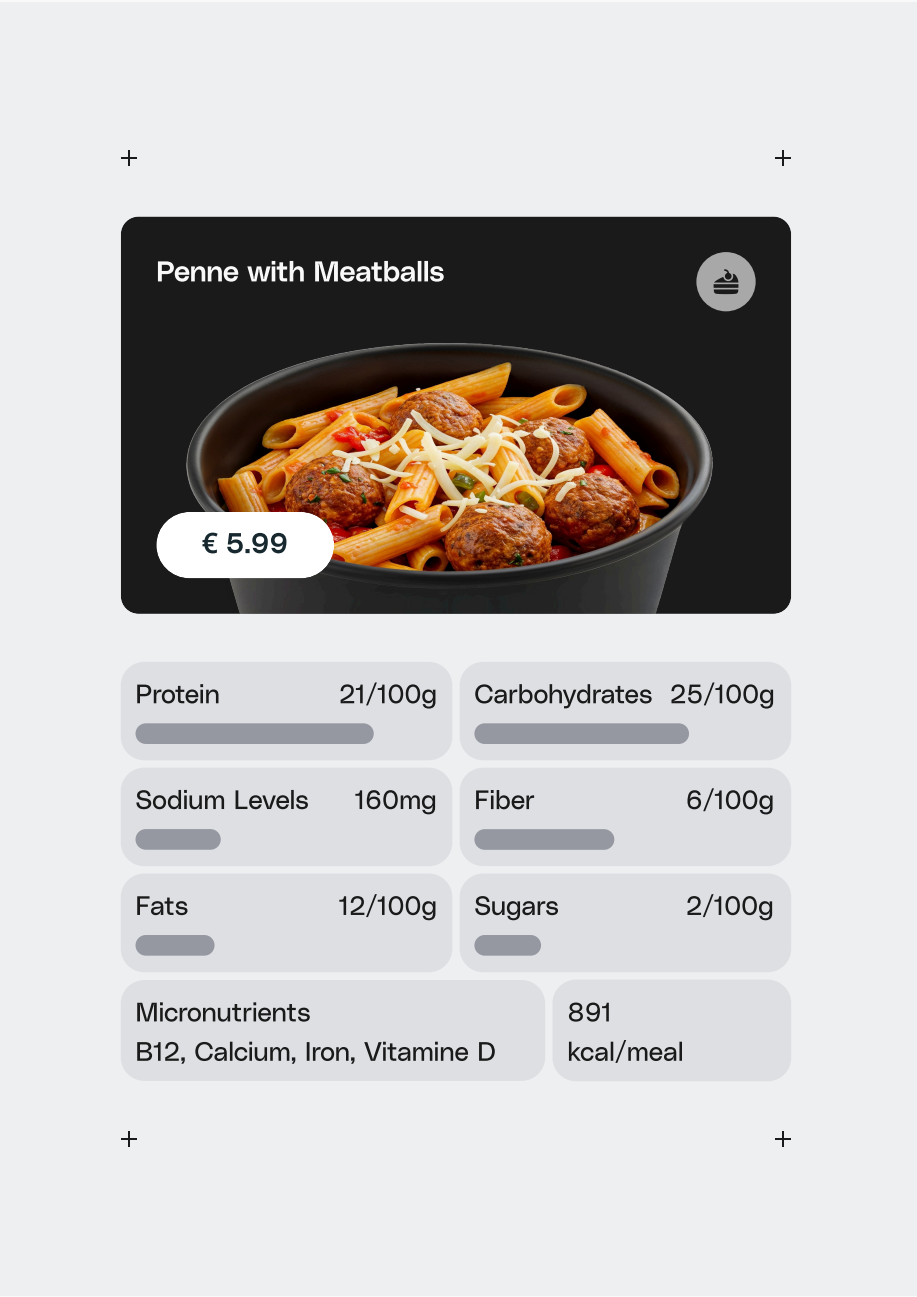 Penne with Meatballs
€ 5.99
Protein 21/100g
Carbohydrates 25/100g
Sodium Levels 160mg
Fiber 6/100g
Fats 12/100g
Sugars 2/100g
Micronutrients
B12, Calcium, Iron, Vitamine D
891
kcal/meal